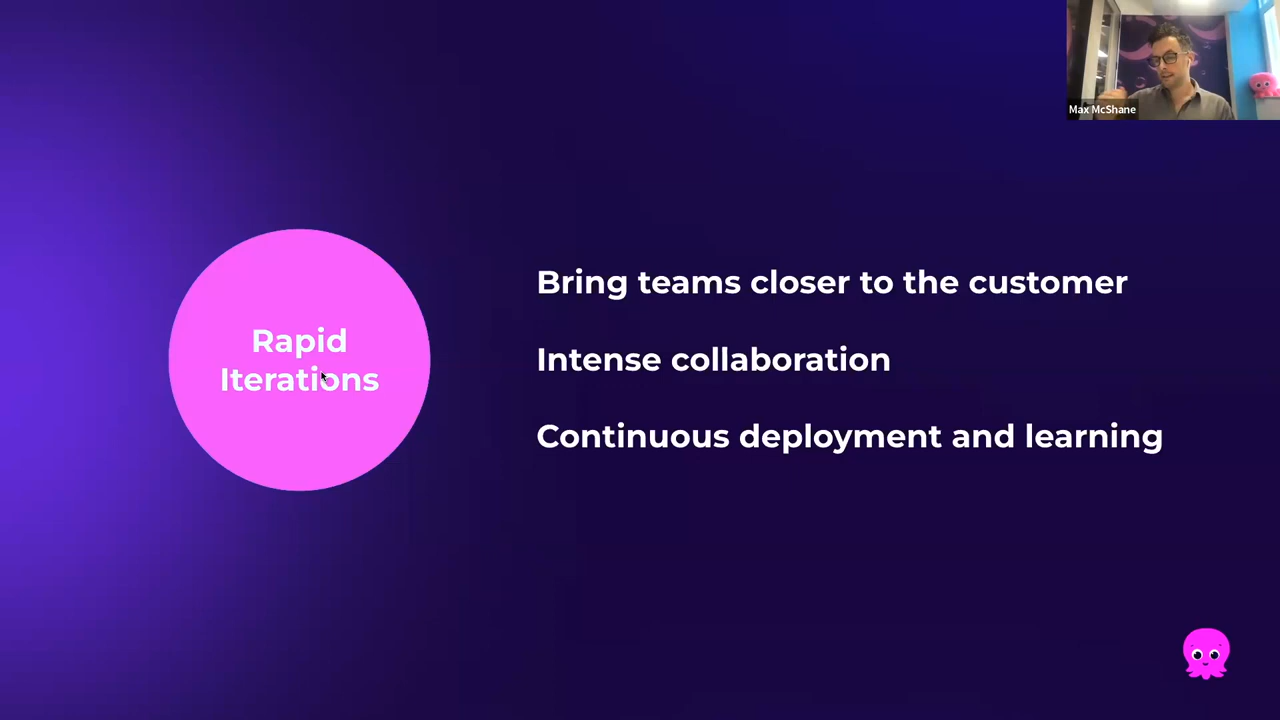 Max McShane
Rapid
Iterations
Bring teams closer to the customer
Intense collaboration
Continuous deployment and learning